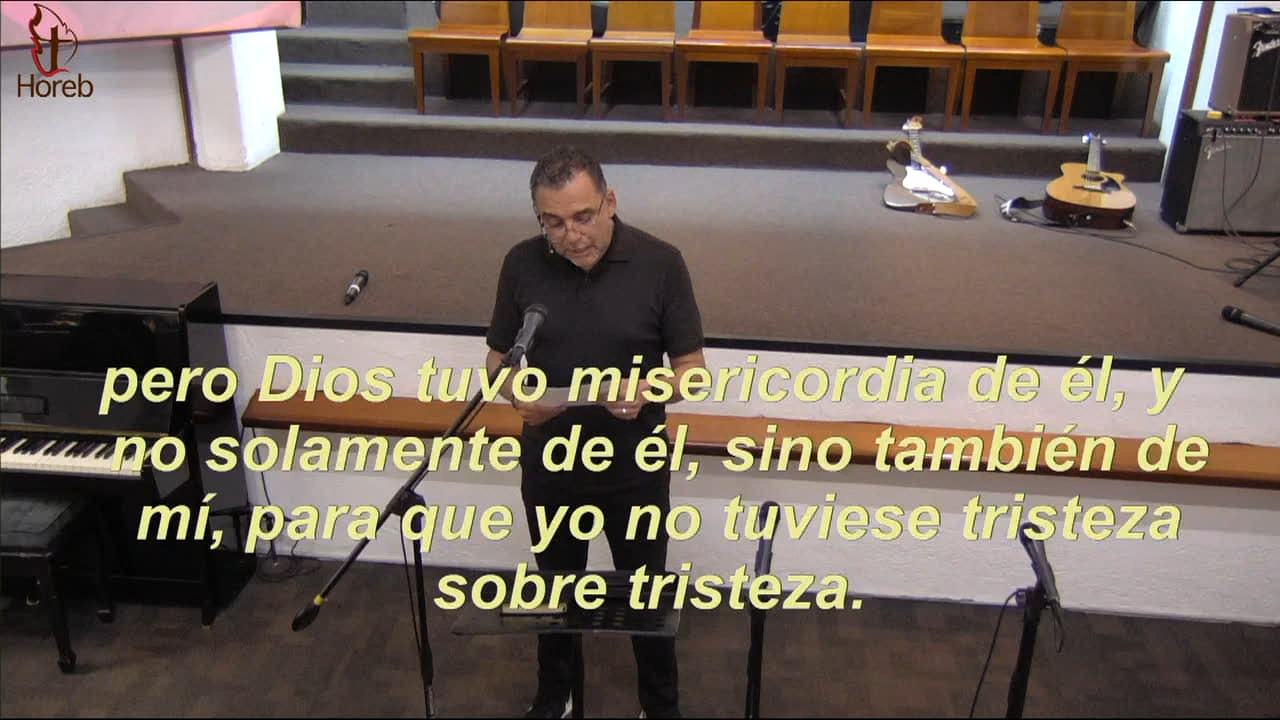 Horeb
pero Dios tuvo misericordia de él, y
no solamente de él, sino también de
mí, para que yo no tuviese tristeza
sobre tristeza.
Fender